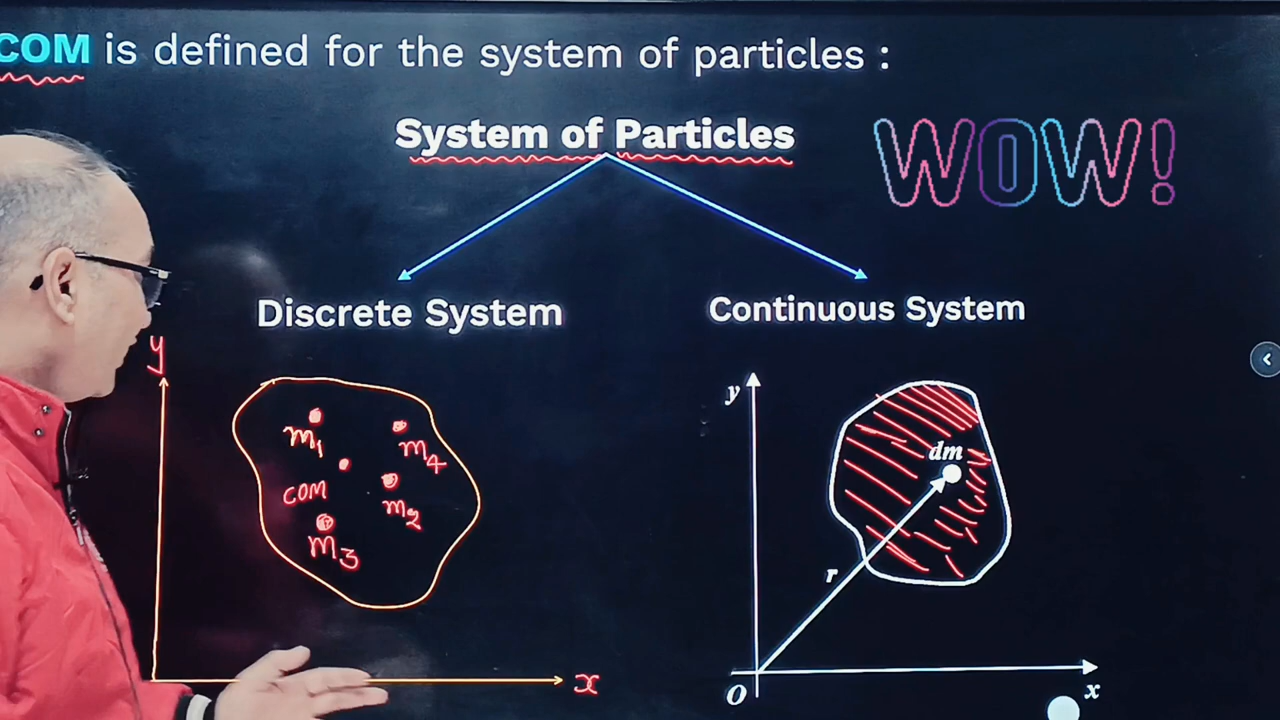 COM is defined for the system of particles :
System of Particles
WOW!
Discrete System
Continuous System
y
m1
m4
COM
m2
m3
x
y
dm
r
O
x